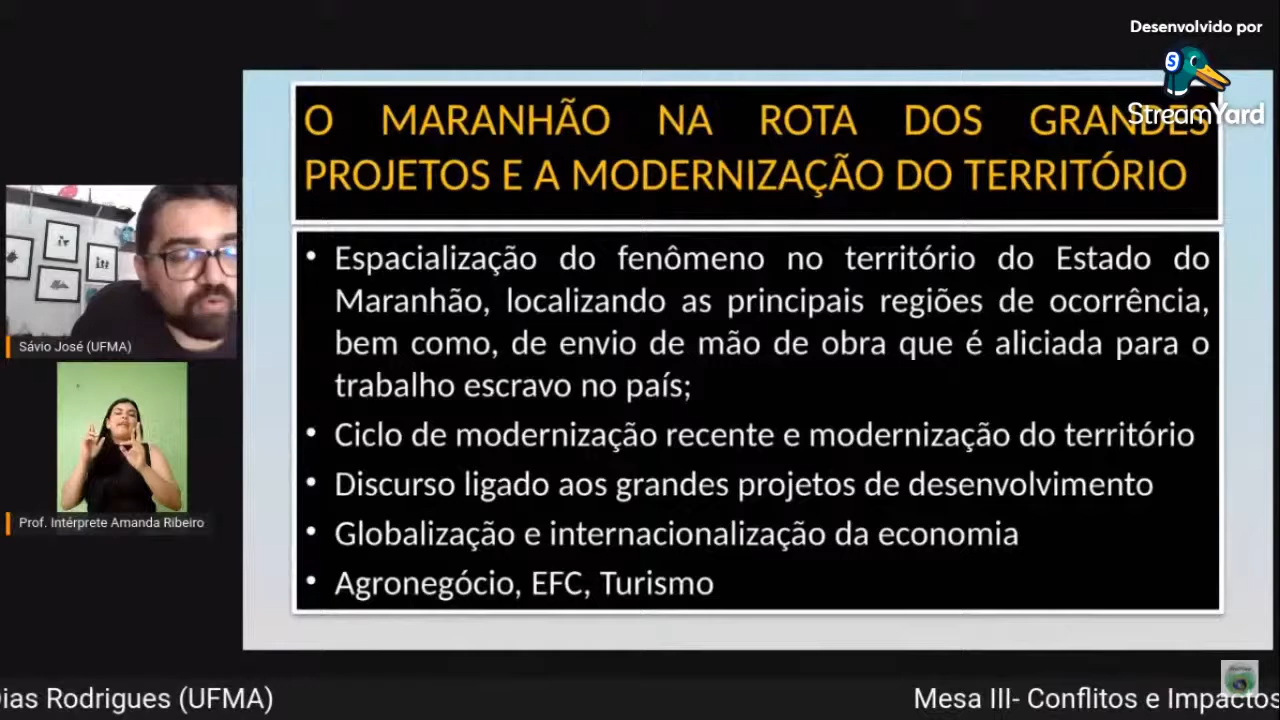 Desenvolvido por
StreamYard
O MARANHÃO NA ROTA DOS GRANDES
PROJETOS E A MODERNIZAÇÃO DO TERRITÓRIO
• Espacialização do fenômeno no território do Estado do
Maranhão, localizando as principais regiões de ocorrência,
bem como, de envio de mão de obra que é aliciada para o
trabalho escravo no país;
• Ciclo de modernização recente e modernização do território
• Discurso ligado aos grandes projetos de desenvolvimento
• Globalização e internacionalização da economia
• Agronegócio, EFC, Turismo
Sávio José (UFMA)
Prof. Intérprete Amanda Ribeiro
Dias Rodrigues (UFMA)
Mesa III- Conflitos e Impactos